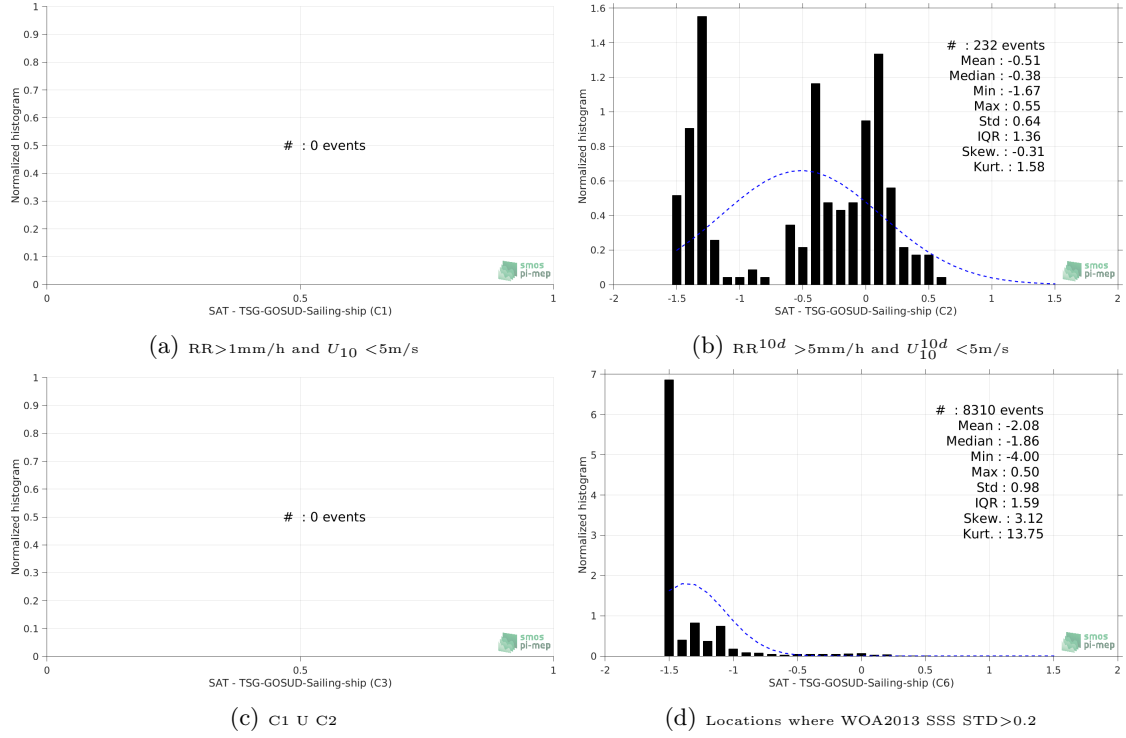 1
0.9
0.8
0.7
0.6
0.5
0.4
0.3
0.2
0.1
0
Normalized histogram
# : 0 events
0 0.5 1
SAT - TSG-GOSUD-Sailing-ship (C1)
smos
pi-mep
(a) RR>1mm/h and U10 <5m/s
1.6
1.4
1.2
1
0.8
0.6
0.4
0.2
0
Normalized histogram
# : 232 events
Mean : -0.51
Median : -0.38
Min : -1.67
Max : 0.55
Std : 0.64
IQR : 1.36
Skew. : -0.31
Kurt. : 1.58
-2 -1.5 -1 -0.5 0 0.5 1 1.5 2
SAT - TSG-GOSUD-Sailing-ship (C2)
smos
pi-mep
(b) RR10d >5mm/h and U10d10 <5m/s
1
0.9
0.8
0.7
0.6
0.5
0.4
0.3
0.2
0.1
0
Normalized histogram
# : 0 events
0 0.5 1
SAT - TSG-GOSUD-Sailing-ship (C3)
smos
pi-mep
(c) C1 U C2
7
6
5
4
3
2
1
0
Normalized histogram
# : 8310 events
Mean : -2.08
Median : -1.86
Min : -4.00
Max : 0.50
Std : 0.98
IQR : 1.59
Skew. : 3.12
Kurt. : 13.75
-2 -1.5 -1 -0.5 0 0.5 1 1.5 2
SAT - TSG-GOSUD-Sailing-ship (C6)
smos
pi-mep
(d) Locations where WOA2013 SSS STD>0.2